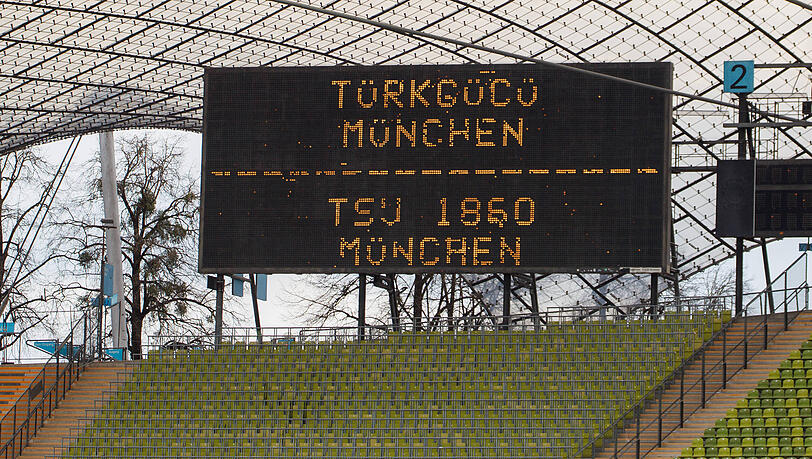 TÜRKGÜCÜ
MÜNCHEN
TSV 1860
MÜNCHEN
2